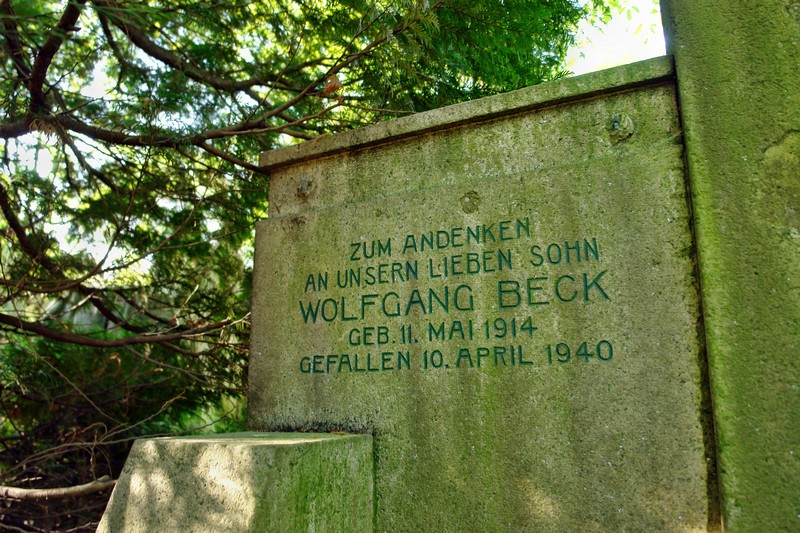 ZUM ANDENKEN
AN UNSERN LIEBEN SOHN
WOLFGANG BECK
GEB. 11. MAI 1914
GEFALLEN 10. APRIL 1940